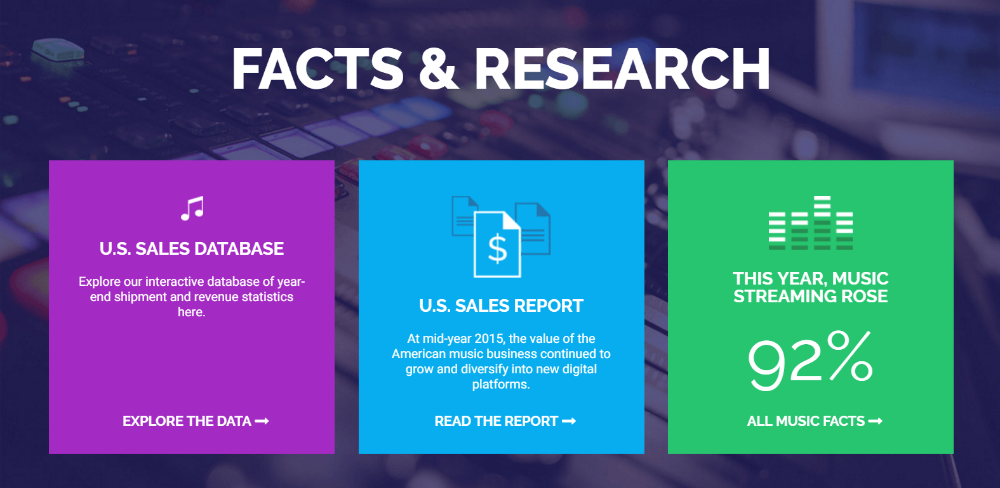 FACTS & RESEARCH
U.S. SALES DATABASE
Explore our interactive database of year-
end shipment and revenue statistics
here.
EXPLORE THE DATA
$
U.S. SALES REPORT
At mid-year 2015, the value of the
American music business continued to
grow and diversify into new digital
platforms.
READ THE REPORT
THIS YEAR, MUSIC
STREAMING ROSE
92%
ALL MUSIC FACTS